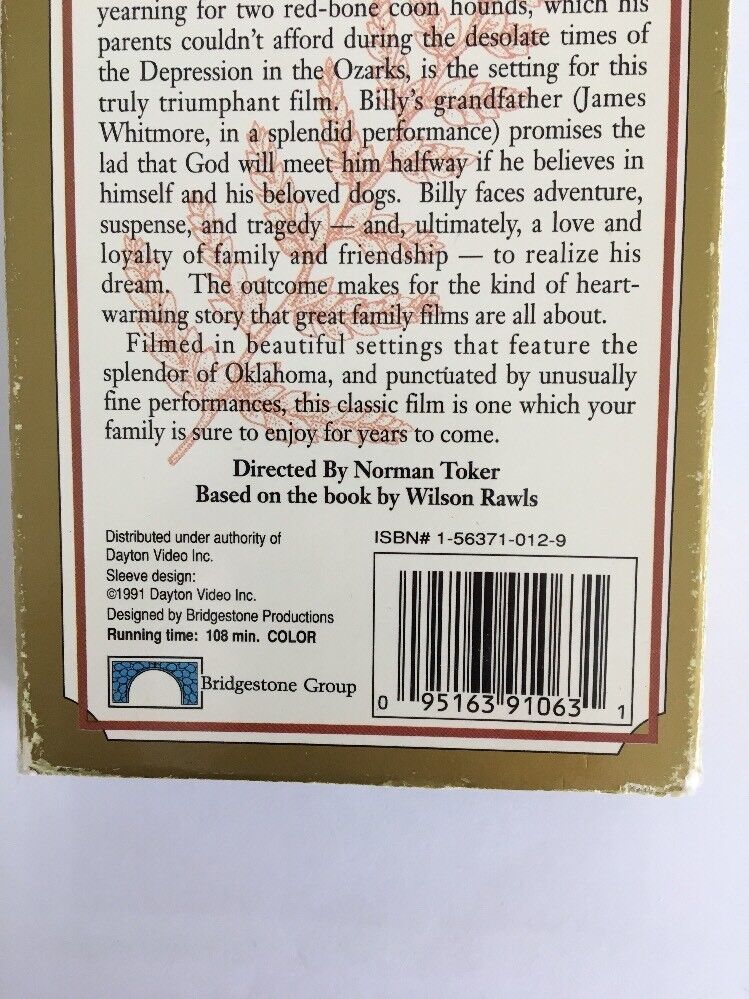 yearning for two red-bone coon hounds, which his
parents couldn't afford during the desolate times of
the Depression in the Ozarks, is the setting for this
truly triumphant film. Billy's grandfather (James
Whitmore, in a splendid performance) promises the
lad that God will meet him halfway if he believes in
himself and his beloved dogs. Billy faces adventure,
suspense, and tragedy — and, ultimately, a love and
loyalty of family and friendship — to realize his
dream. The outcome makes for the kind of heart-
warming story that great family films are all about.
Filmed in beautiful settings that feature the
splendor of Oklahoma, and punctuated by unusually
fine performances, this classic film is one which your
family is sure to enjoy for years to come.
Directed By Norman Toker
Based on the book by Wilson Rawls
Distributed under authority of
Dayton Video Inc.
Sleeve design:
©1991 Dayton Video Inc.
Designed by Bridgestone Productions
Running time: 108 min. COLOR
THE
Bridgestone Group
ISBN# 1-56371-012-9
0 95163 91063 1